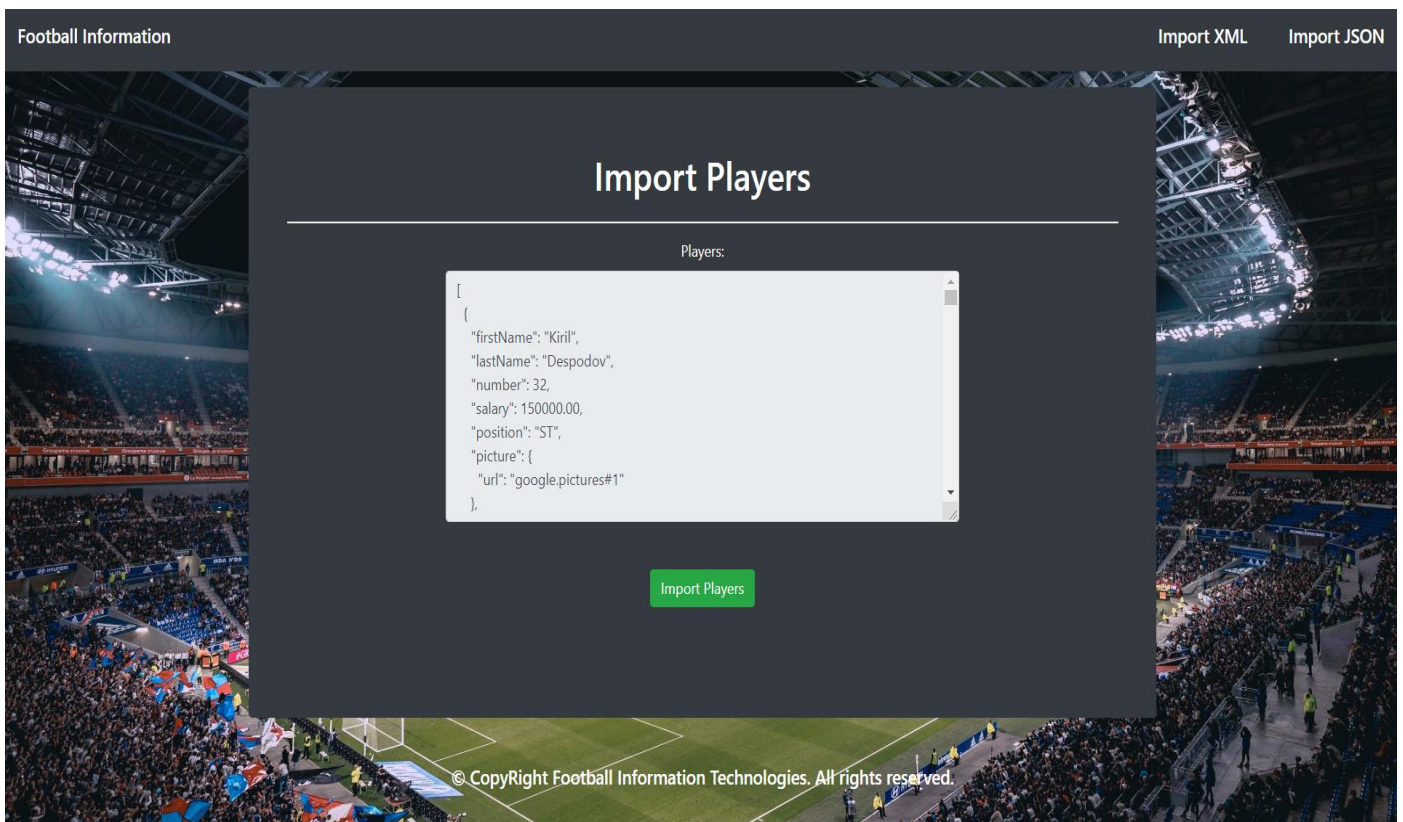 Football Information
Import XML
Import JSON
Import Players
Players:
[
{
"firstName": "Kiril",
"lastName": "Despodov",
"number": 32,
"salary": 150000.00,
"position": "ST",
"picture": {
"url": "google.pictures#1"
},
Import Players
© CopyRight Football Information Technologies. All rights reserved.